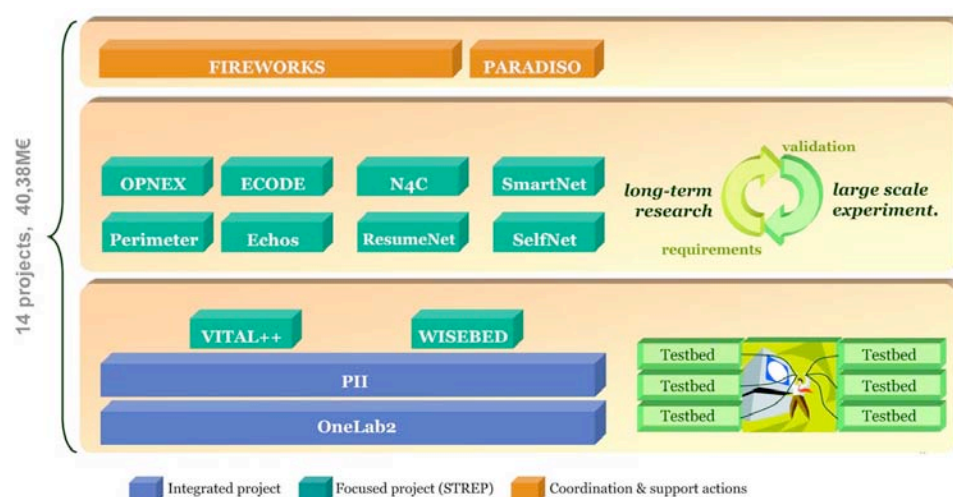 14 projects, 40,38M€
FIREWORKS
PARADISO
OPNEX
ECODE
N4C
SmartNet
Perimeter
Echos
ResumeNet
SelfNet
validation
long-term
research
large scale
experiment.
requirements
VITAL++
WISEBED
PII
OneLab2
Testbed
Testbed
Testbed
Testbed
Testbed
Testbed
Integrated project
Focused project (STREP)
Coordination & support actions